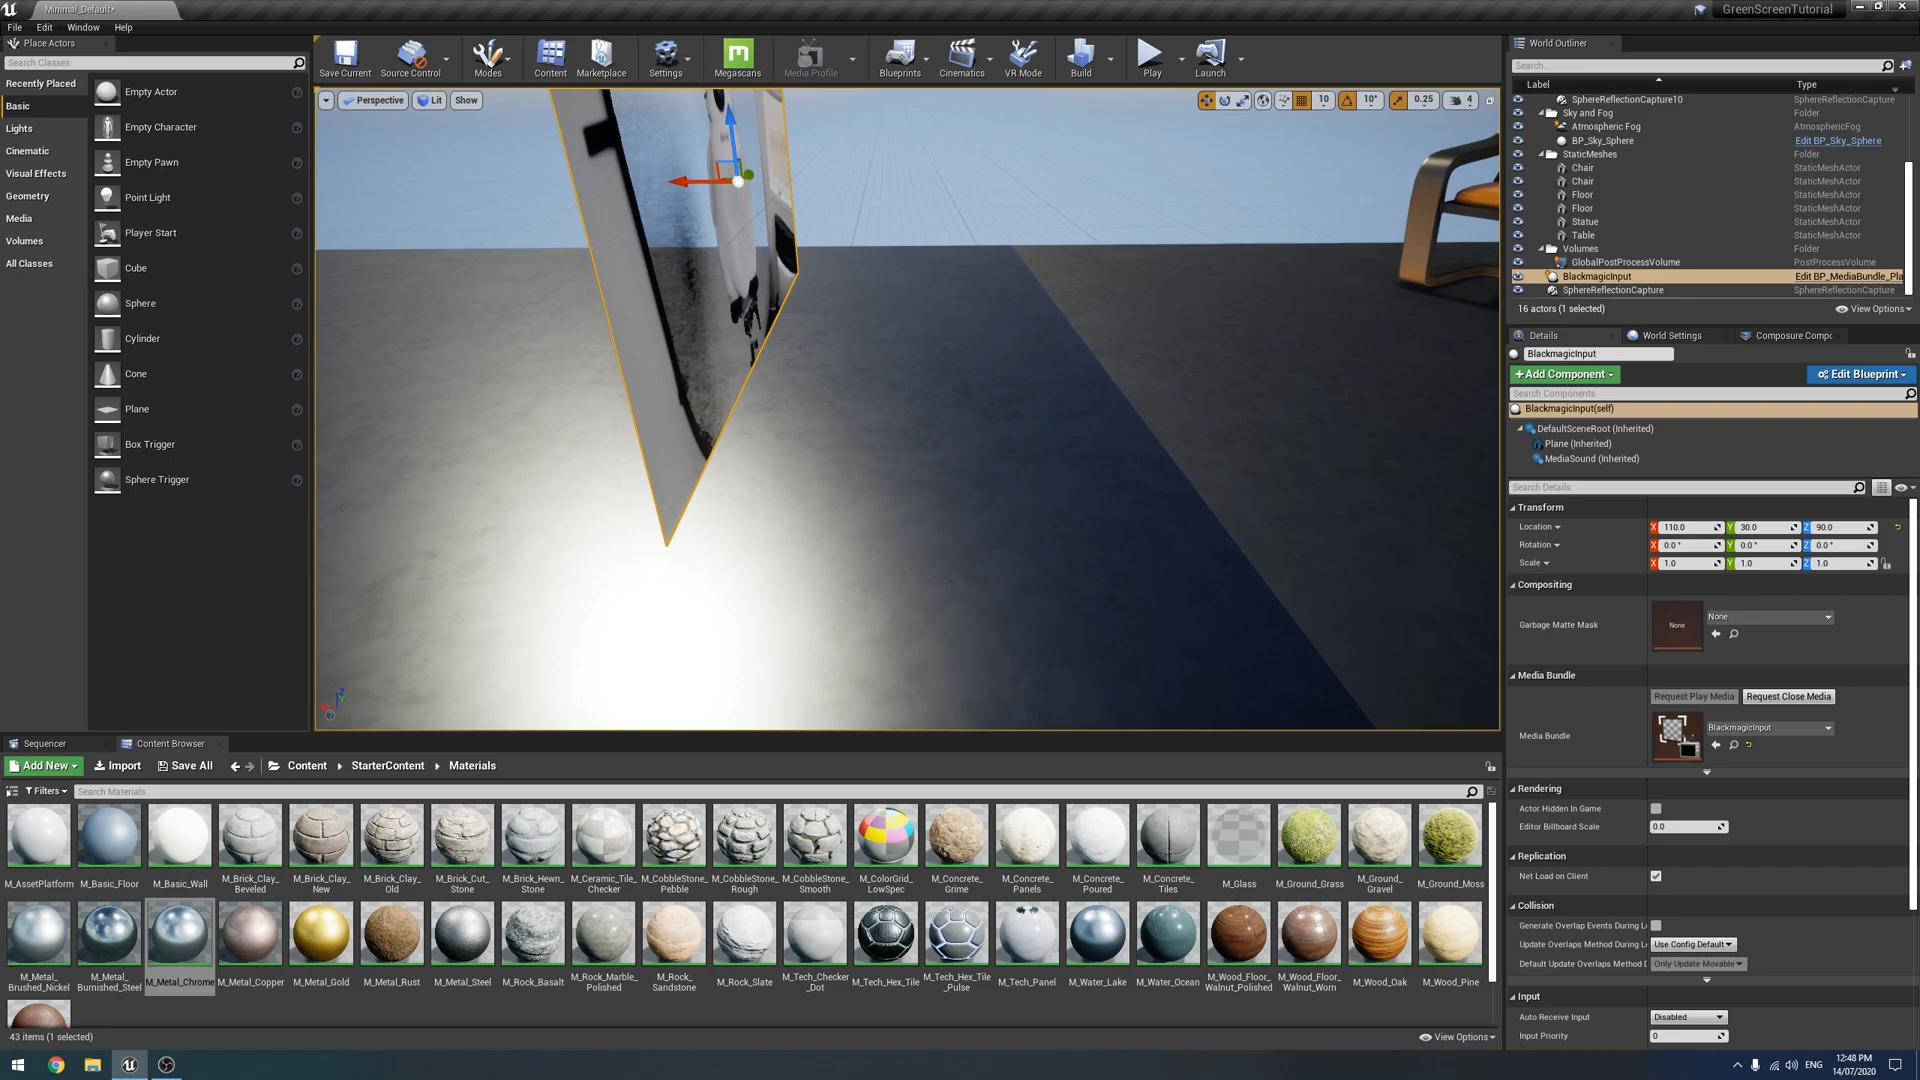 Minimal_Default*
GreenScreenTutorial
File Edit Window Help
Place Actors
Search Classes
Recently Placed
Basic
Lights
Cinematic
Visual Effects
Geometry
Media
Volumes
All Classes
Empty Actor
Empty Character
Empty Pawn
Point Light
Player Start
Cube
Sphere
Cylinder
Cone
Plane
Box Trigger
Sphere Trigger
Save Current Source Control Modes Content Marketplace Settings Megascans Media Profile Blueprints Cinematics VR Mode Build Play Launch
Perspective Lit Show
10 10° 0.25 4
World Outliner
Search...
Label Type
SphereReflectionCapture10 SphereReflectionCapture
Sky and Fog Folder
Atmospheric Fog AtmosphericFog
BP_Sky_Sphere Edit BP_Sky_Sphere
StaticMeshes Folder
Chair StaticMeshActor
Chair StaticMeshActor
Floor StaticMeshActor
Floor StaticMeshActor
Statue StaticMeshActor
Table StaticMeshActor
Volumes Folder
GlobalPostProcessVolume PostProcessVolume
BlackmagicInput Edit BP_MediaBundle_Pla
SphereReflectionCapture SphereReflectionCapture
16 actors (1 selected) View Options
Details World Settings Composure Compo
BlackmagicInput
+Add Component Edit Blueprint
Search Components
BlackmagicInput(self)
DefaultSceneRoot (Inherited)
Plane (Inherited)
MediaSound (Inherited)
Search Details
Transform
Location X 110.0 Y 30.0 Z 90.0
Rotation X 0.0 ° Y 0.0 ° Z 0.0 °
Scale X 1.0 Y 1.0 Z 1.0
Compositing
Garbage Matte Mask None None
Media Bundle
Request Play Media Request Close Media
Media Bundle BlackmagicInput
Rendering
Actor Hidden In Game
Editor Billboard Scale 0.0
Replication
Net Load on Client
Collision
Generate Overlap Events During L
Update Overlaps Method During L Use Config Default
Default Update Overlaps Method Only Update Movable
Input
Auto Receive Input Disabled
Input Priority 0
Sequencer Content Browser
Add New Import Save All Content StarterContent Materials
Filters Search Materials
M_AssetPlatform M_Basic_Floor M_Basic_Wall M_Brick_Clay_Beveled M_Brick_Clay_New M_Brick_Clay_Old M_Brick_Cut_Stone M_Brick_Hewn_Stone M_Ceramic_Tile_Checker M_CobbleStone_Pebble M_CobbleStone_Rough M_CobbleStone_Smooth M_ColorGrid_LowSpec M_Concrete_Grime M_Concrete_Panels M_Concrete_Poured M_Concrete_Tiles M_Glass M_Ground_Grass M_Ground_Gravel M_Ground_Moss
M_Metal_Brushed_Nickel M_Metal_Burnished_Steel M_Metal_Chrome M_Metal_Copper M_Metal_Gold M_Metal_Rust M_Metal_Steel M_Rock_Basalt M_Rock_Marble_Polished M_Rock_Sandstone M_Rock_Slate M_Tech_Checker_Dot M_Tech_Hex_Tile M_Tech_Hex_Tile_Pulse M_Tech_Panel M_Water_Lake M_Water_Ocean M_Wood_Floor_Walnut_Polished M_Wood_Floor_Walnut_Worn M_Wood_Oak M_Wood_Pine
43 items (1 selected) View Options
ENG 12:48 PM
14/07/2020